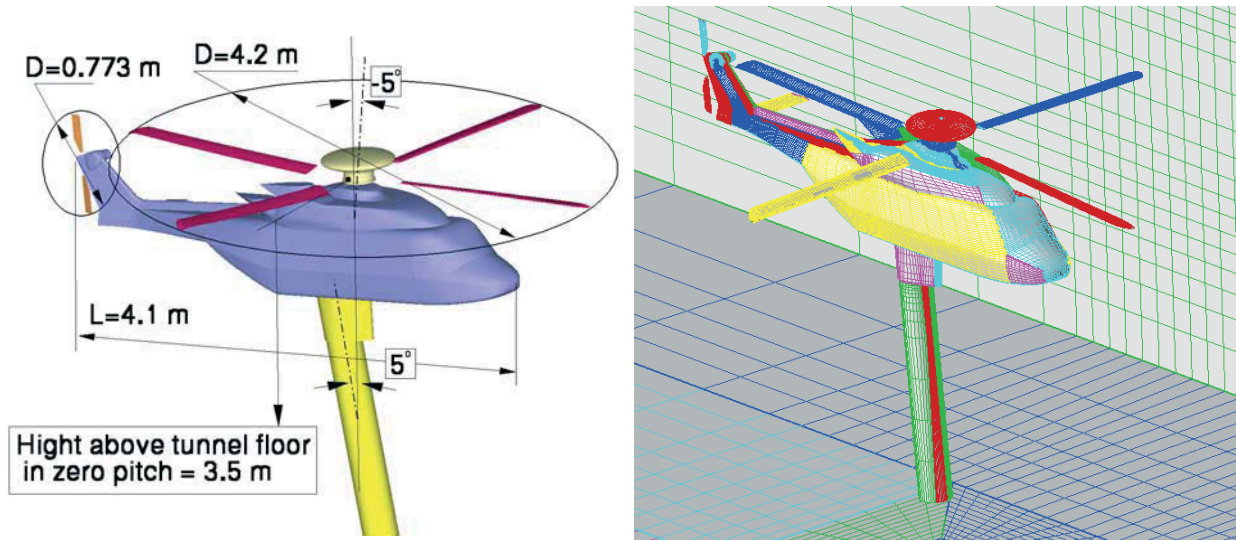 D=0.773 m
D=4.2 m
-5°
L=4.1 m
5°
Hight above tunnel floor
in zero pitch = 3.5 m